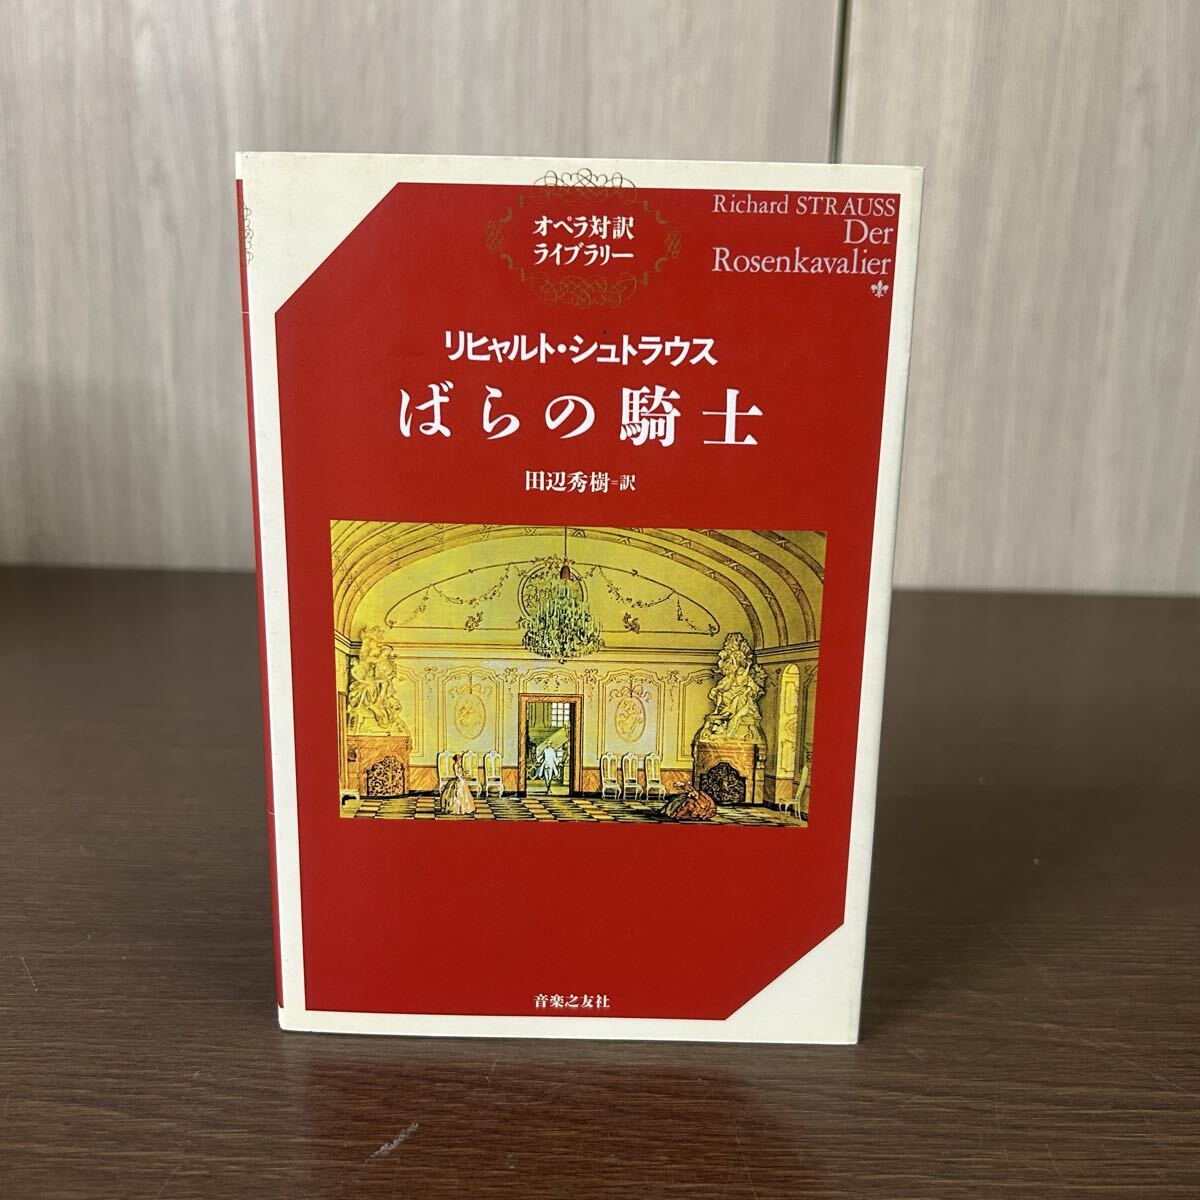 オペラ対訳
ライブラリー
Richard STRAUSS
Der
Rosenkavalier
リヒャルト・シュトラウス
ばらの騎士
田辺秀樹=訳
音楽之友社